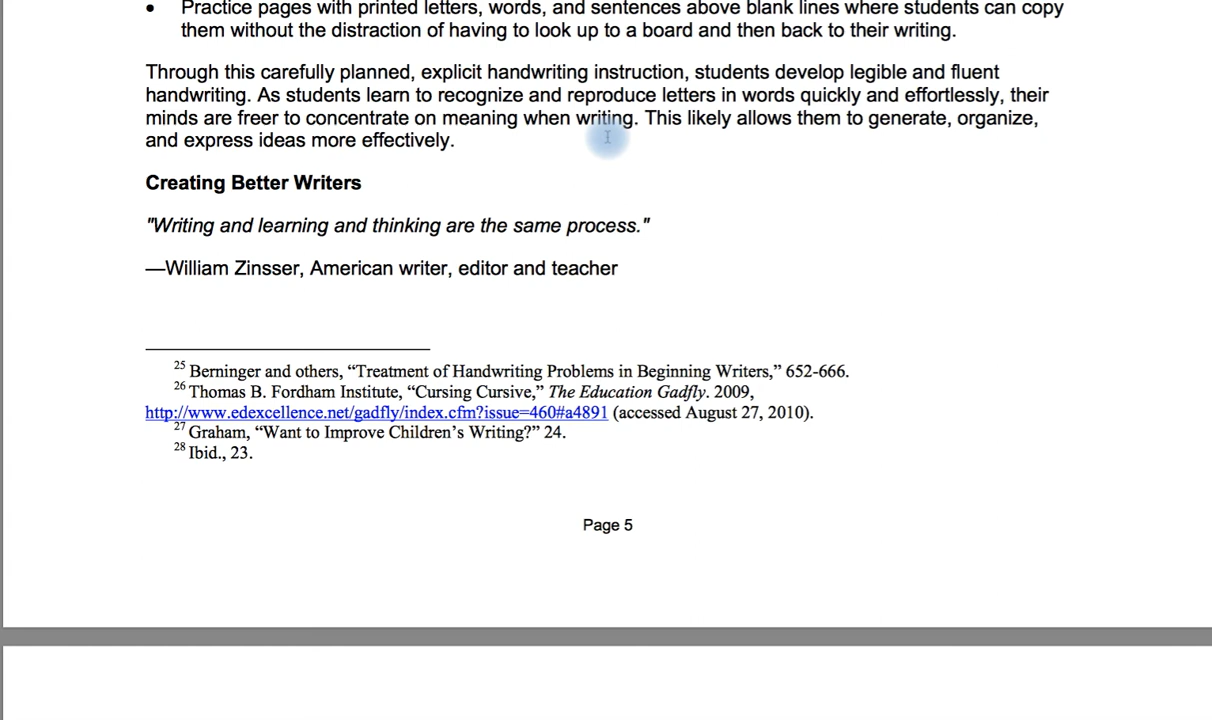 • Practice pages with printed letters, words, and sentences above blank lines where students can copy
them without the distraction of having to look up to a board and then back to their writing.
Through this carefully planned, explicit handwriting instruction, students develop legible and fluent
handwriting. As students learn to recognize and reproduce letters in words quickly and effortlessly, their
minds are freer to concentrate on meaning when writing. This likely allows them to generate, organize,
and express ideas more effectively.
Creating Better Writers
"Writing and learning and thinking are the same process."
—William Zinsser, American writer, editor and teacher
25 Berninger and others, “Treatment of Handwriting Problems in Beginning Writers,” 652-666.
26 Thomas B. Fordham Institute, “Cursing Cursive,” The Education Gadfly. 2009,
http://www.edexcellence.net/gadfly/index.cfm?issue=460#a4891 (accessed August 27, 2010).
27 Graham, “Want to Improve Children’s Writing?” 24.
28 Ibid., 23.
Page 5